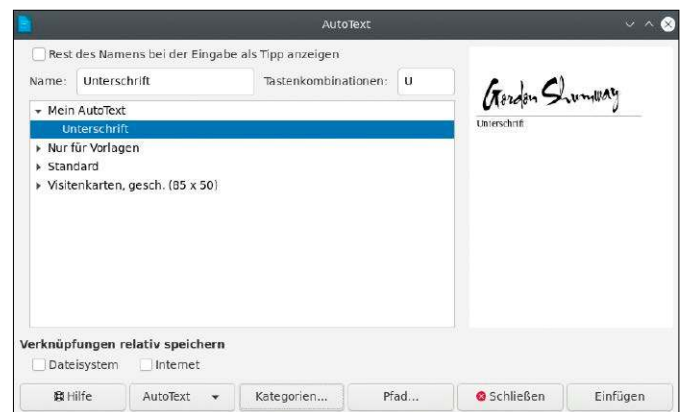 AutoText
Rest des Namens bei der Eingabe als Tipp anzeigen
Name: Unterschrift Tastenkombinationen: U
Mein AutoText
Unterschrift
Nur für Vorlagen
Standard
Visitenkarten, gesch. (85 x 50)
Gordon Shumway
Unterschrift
Verknüpfungen relativ speichern
Dateisystem Internet
Hilfe AutoText Kategorien... Pfad... Schließen Einfügen